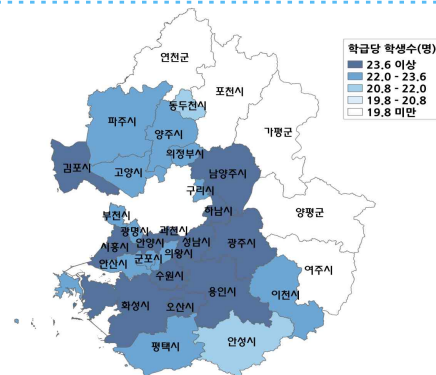 학급당 학생수(명)
23.6 이상
22.0 - 23.6
20.8 - 22.0
19.8 - 20.8
19.8 미만
연천군
포천시
동두천시
파주시
양주시
가평군
의정부시
김포시
고양시
남양주시
구리시
하남시
양평군
부천시
광명시
과천시
시흥시
안양시
성남시
광주시
군포시
의왕시
안산시
수원시
여주시
이천시
용인시
화성시
오산시
평택시
안성시